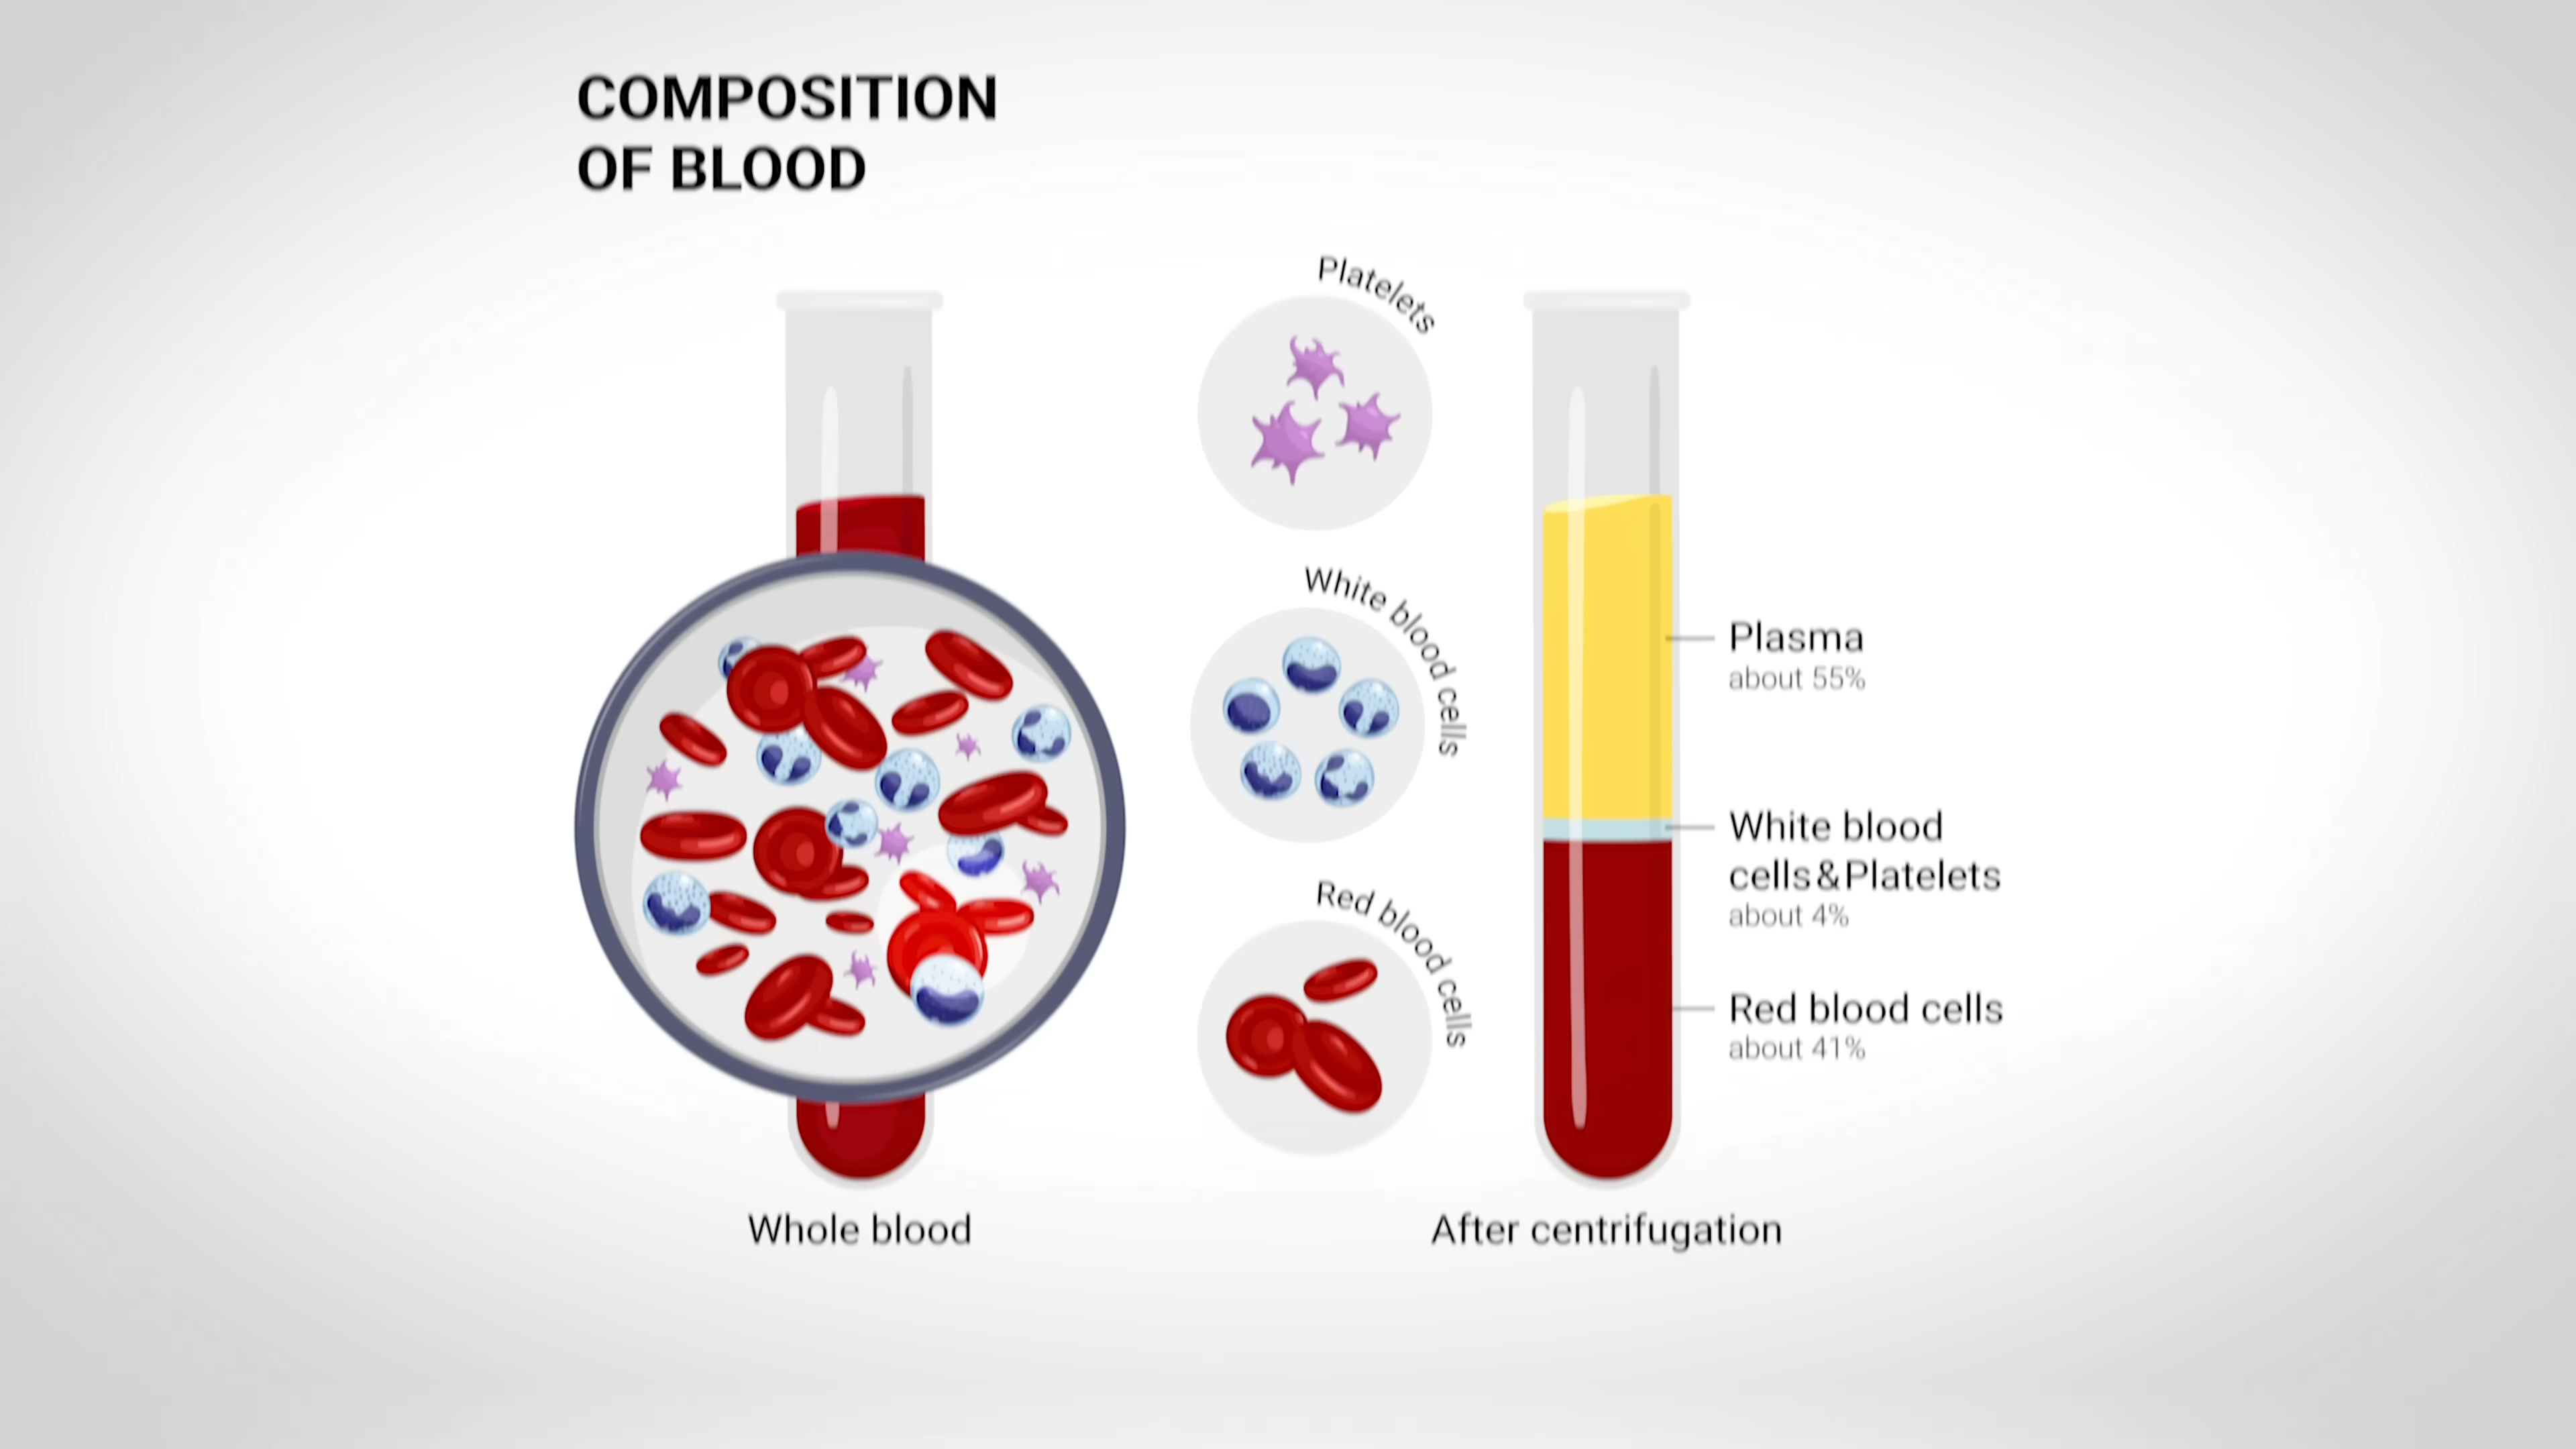 COMPOSITION
OF BLOOD
Platelets
White blood cells
Red blood cells
Plasma
about 55%
White blood
cells&Platelets
about 4%
Red blood cells
about 41%
Whole blood
After centrifugation